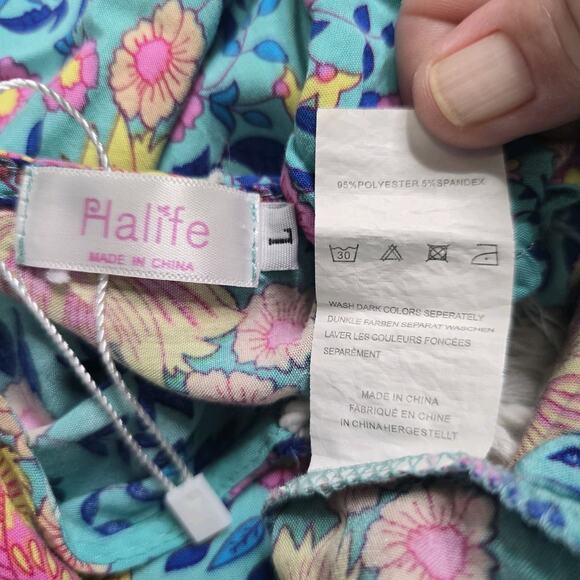 Halife
MADE IN CHINA
L
95%POLYESTER 5%SPANDEX
30
WASH DARK COLORS SEPERATELY
DUNKLE FARBEN SEPARAT WASCHEN
LAVER LES COULEURS FONCÉES
SEPARÉMENT
MADE IN CHINA
FABRIQUÉ EN CHINE
IN CHINAHERGESTELLT